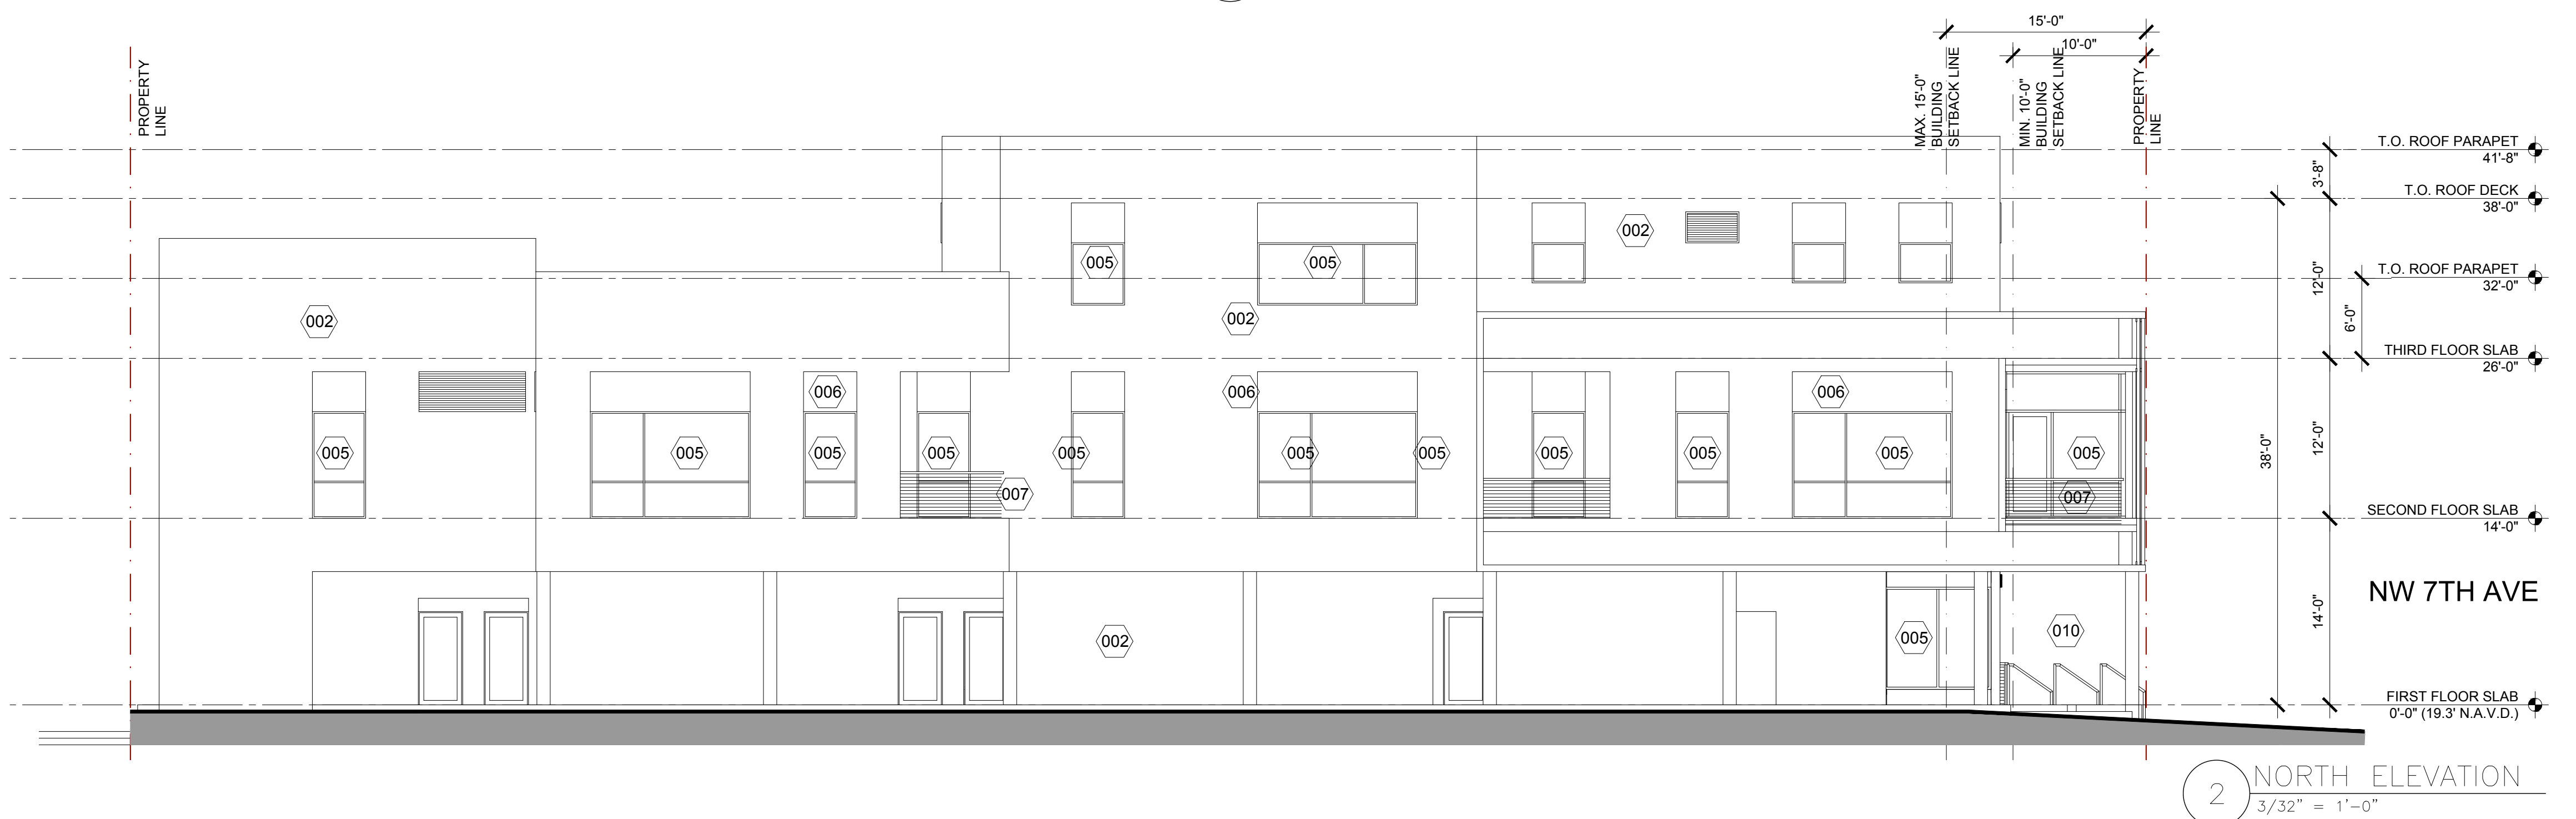 15'-0"
10'-0"
PROPERTY
LINE
MAX. 15'-0"
BUILDING
SETBACK LINE
MIN. 10'-0"
BUILDING
SETBACK LINE
PROPERTY
LINE
T.O. ROOF PARAPET
41'-8"
3'-8"
T.O. ROOF DECK
38'-0"
002
005
005
12'-0"
T.O. ROOF PARAPET
32'-0"
002
002
6'-0"
THIRD FLOOR SLAB
26'-0"
006
006
006
005
005
005
005
005
005
005
005
005
005
005
38'-0"
12'-0"
007
007
SECOND FLOOR SLAB
14'-0"
NW 7TH AVE
14'-0"
002
005
010
FIRST FLOOR SLAB
0'-0" (19.3' N.A.V.D.)
2
NORTH ELEVATION
3/32" = 1'-0"